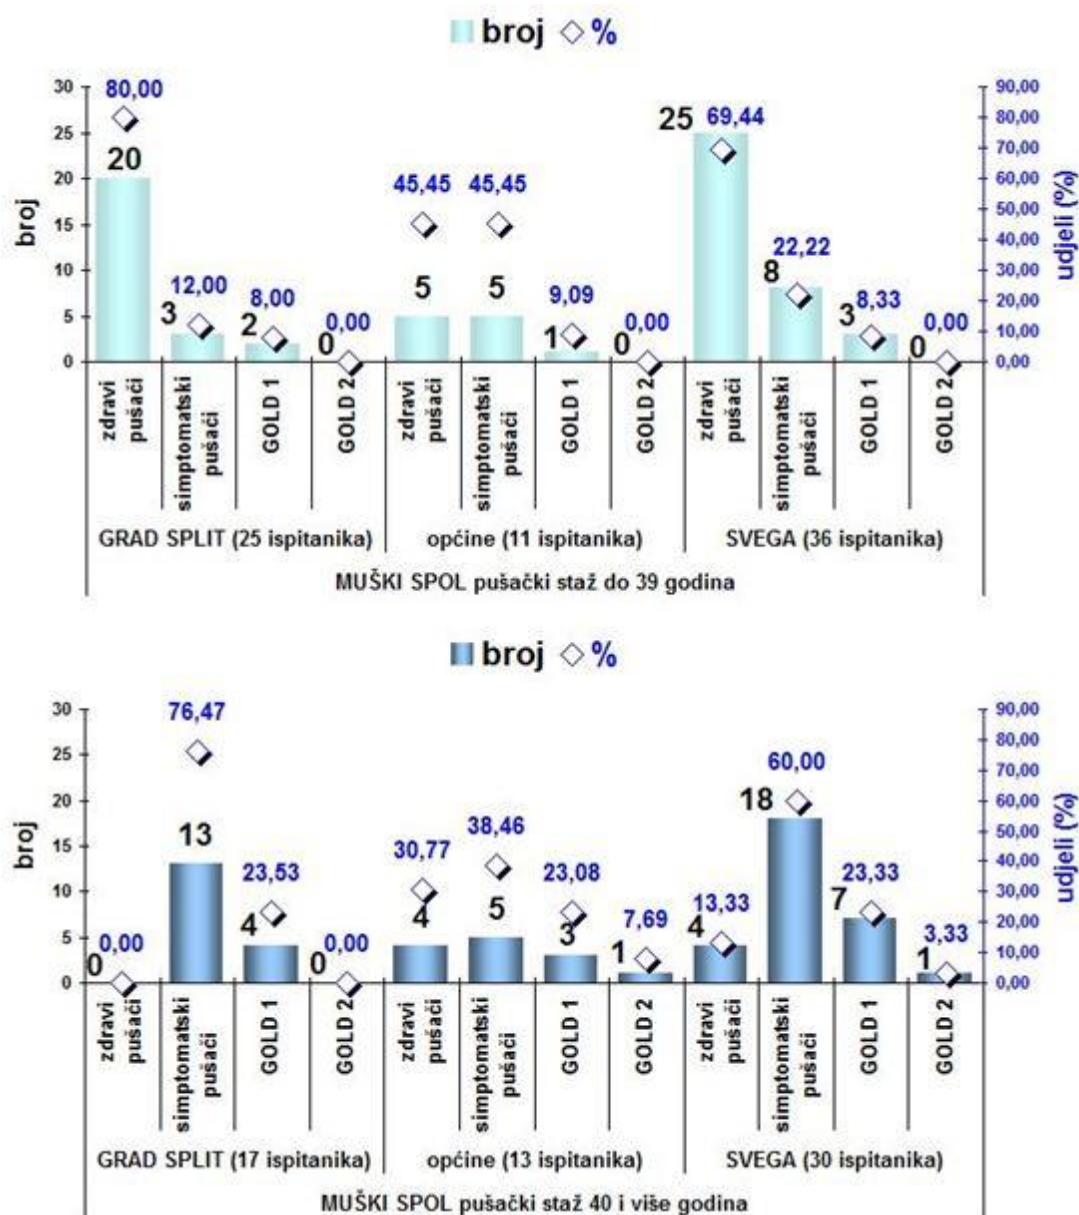 broj %
30
25
20
15
10
5
0
broj
90,00
80,00
70,00
60,00
50,00
40,00
30,00
20,00
10,00
0,00
udjeli (%)
80,00
20
12,00
3
8,00
2
0,00
0
45,45
5
45,45
5
9,09
1
0,00
0
25
69,44
22,22
8
8,33
3
0,00
0
zdravi pušači
simptomatski pušači
GOLD 1
GOLD 2
zdravi pušači
simptomatski pušači
GOLD 1
GOLD 2
zdravi pušači
simptomatski pušači
GOLD 1
GOLD 2
GRAD SPLIT (25 ispitanika)
općine (11 ispitanika)
SVEGA (36 ispitanika)
MUŠKI SPOL pušački staž do 39 godina
broj %
30
25
20
15
10
5
0
broj
90,00
80,00
70,00
60,00
50,00
40,00
30,00
20,00
10,00
0,00
udjeli (%)
0,00
0
76,47
13
23,53
4
0,00
0
30,77
4
38,46
5
23,08
3
7,69
1
13,33
4
60,00
18
23,33
7
3,33
1
zdravi pušači
simptomatski pušači
GOLD 1
GOLD 2
zdravi pušači
simptomatski pušači
GOLD 1
GOLD 2
zdravi pušači
simptomatski pušači
GOLD 1
GOLD 2
GRAD SPLIT (17 ispitanika)
općine (13 ispitanika)
SVEGA (30 ispitanika)
MUŠKI SPOL pušački staž 40 i više godina